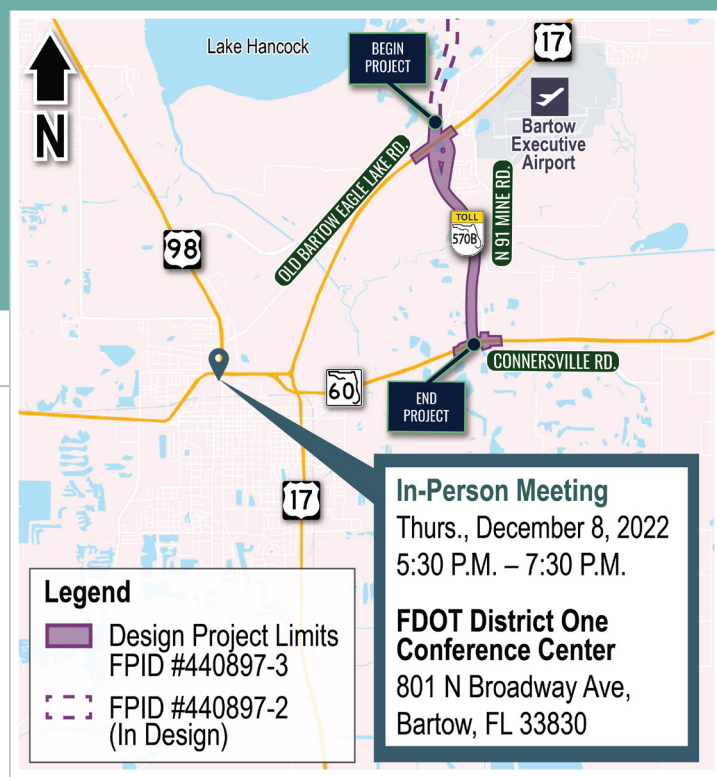 Lake Hancock
BEGIN
PROJECT
17
N
Bartow
Executive
Airport
OLD BARTOW EAGLE LAKE RD.
N 91 MINE RD.
TOLL
570B
98
CONNERSVILLE RD.
60
END
PROJECT
17
In-Person Meeting
Thurs., December 8, 2022
5:30 P.M. – 7:30 P.M.
FDOT District One
Conference Center
801 N Broadway Ave,
Bartow, FL 33830
Legend
Design Project Limits
FPID #440897-3
FPID #440897-2
(In Design)